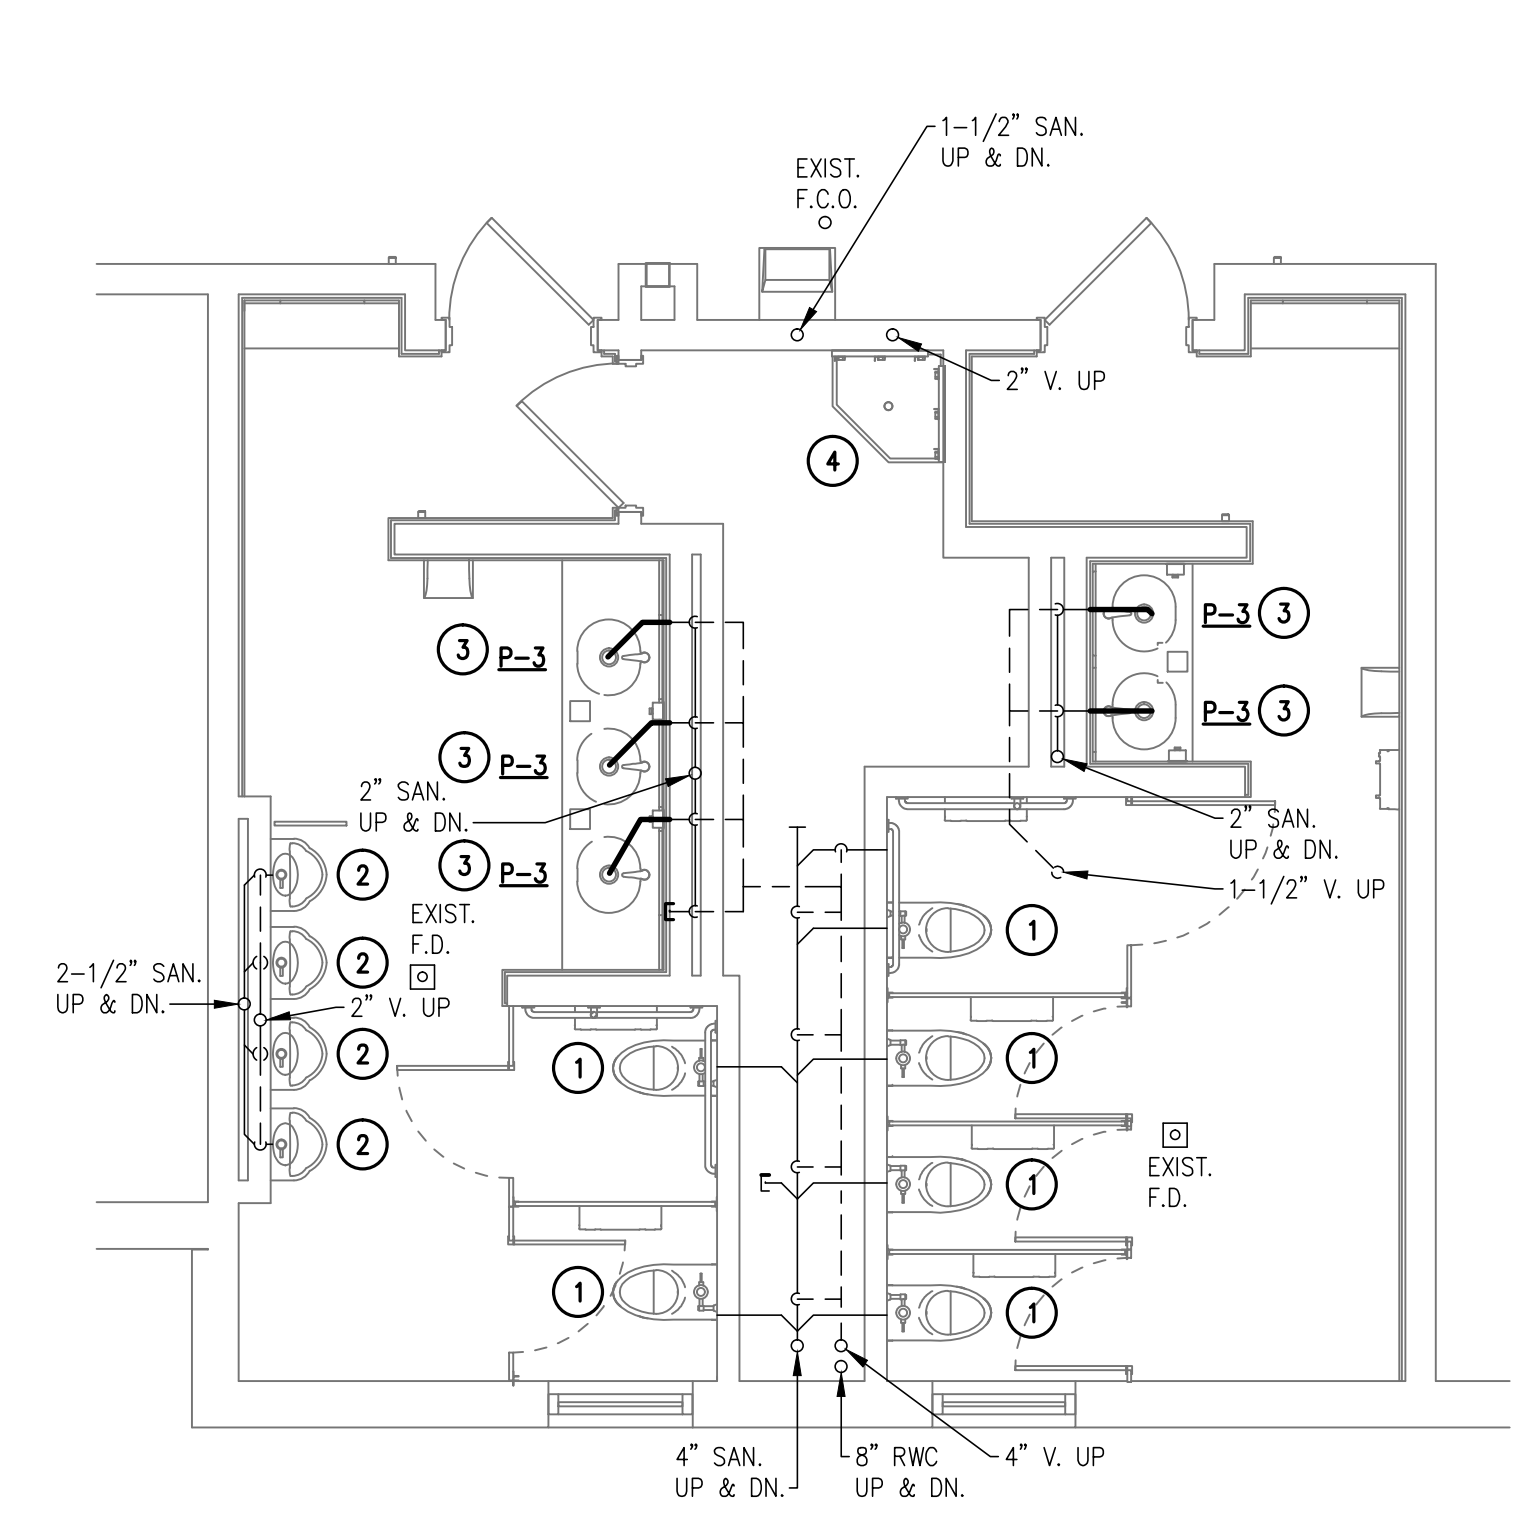 1-1/2" SAN.
UP & DN.
EXIST.
F.C.O.
2" V. UP
4
P-3 3
3 P-3
P-3 3
3 P-3
2" SAN.
UP & DN.
2" SAN.
UP & DN.
3 P-3
2
1-1/2" V. UP
EXIST.
F.D.
1
2
2-1/2" SAN.
UP & DN.
2" V. UP
2
1
1
2
EXIST.
F.D.
1
1
1
4" SAN.
UP & DN.
8" RWC
UP & DN.
4" V. UP